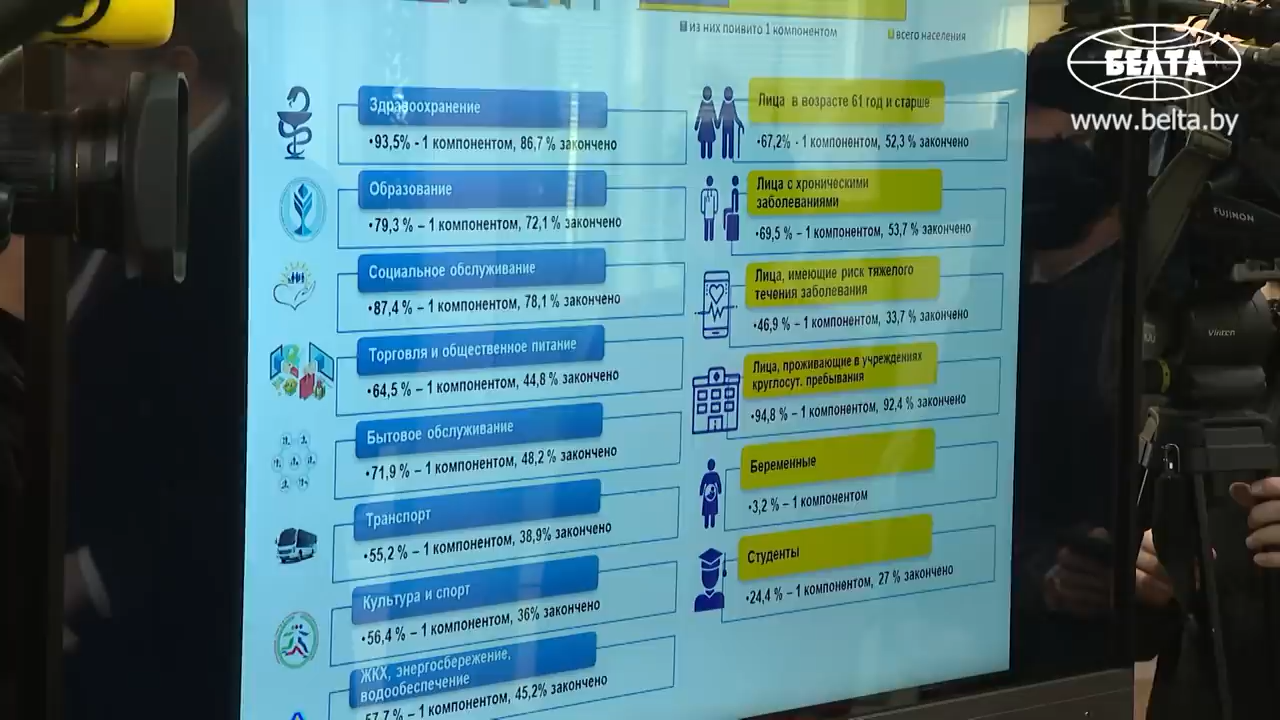 из них привито 1 компонентом
всего населения
БЕЛТА
www.belta.by
Здравоохранение
•93,5% - 1 компонентом, 86,7 % закончено
Образование
•79,3 % – 1 компонентом, 72,1 % закончено
Социальное обслуживание
•87,4 % – 1 компонентом, 78,1 % закончено
Торговля и общественное питание
•64,5 % – 1 компонентом, 44,8 % закончено
Бытовое обслуживание
•71,9 % – 1 компонентом, 48,2 % закончено
Транспорт
•55,2 % – 1 компонентом, 38,9% закончено
Культура и спорт
•56,4 % – 1 компонентом, 36% закончено
ЖКХ, энергосбережение,
водообеспечение
57,7 % – 1 компонентом, 45,2% закончено
Лица в возрасте 61 год и старше
•67,2% - 1 компонентом, 52,3 % закончено
Лица с хроническими
заболеваниями
•69,5 % – 1 компонентом, 53,7 % закончено
Лица, имеющие риск тяжелого
течения заболевания
•46,9 % – 1 компонентом, 33,7 % закончено
Лица, проживающие в учреждениях
круглосут. пребывания
•94,8 % – 1 компонентом, 92,4 % закончено
Беременные
•3,2 % – 1 компонентом
Студенты
•24,4 % – 1 компонентом, 27 % закончено
FUJINON
Vinten